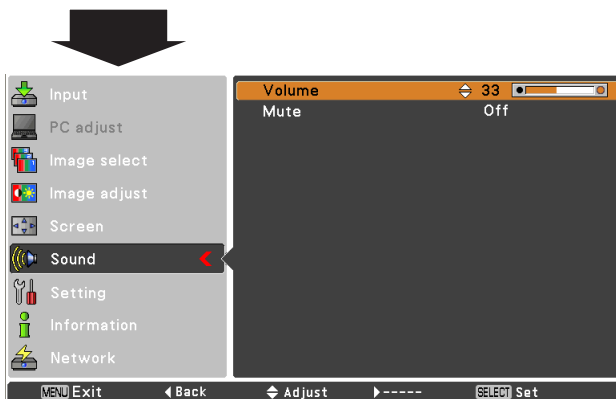 Input
PC adjust
Image select
Image adjust
Screen
Sound
Setting
Information
Network
Volume 33
Mute Off
MENU Exit Back Adjust ----- SELECT Set